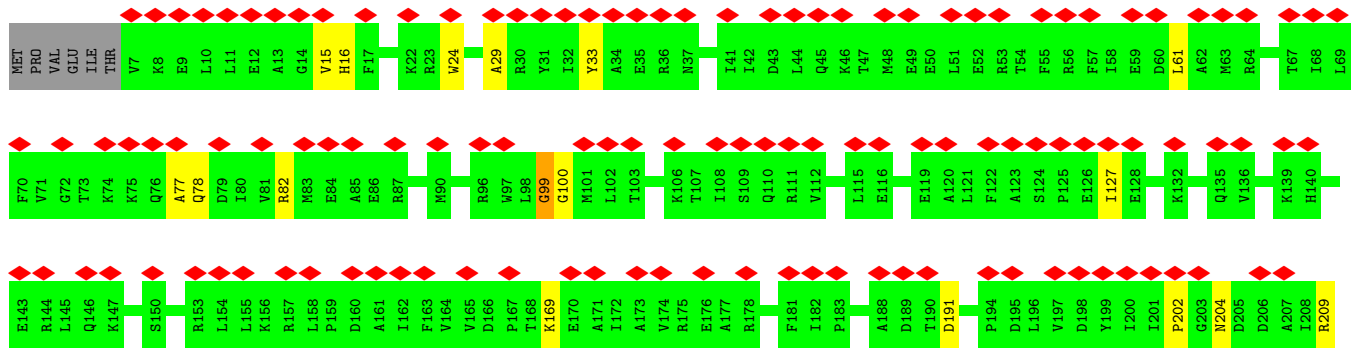 MET PRO VAL GLU ILE THR V7 K8 E9 L10 L11 E12 A13 G14 V15 H16 F17 K22 R23 W24 A29 R30 Y31 I32 Y33 A34 E35 R36 N37 I41 I42 D43 L44 Q45 K46 T47 M48 E49 E50 L51 E52 R53 T54 F55 R56 F57 I58 E59 D60 L61 A62 M63 R64 T67 I68 L69
F70 V71 G72 T73 K74 K75 Q76 A77 Q78 D79 I80 V81 R82 M83 E84 A85 E86 R87 M90 R96 W97 L98 G99 G100 M101 L102 T103 K106 T107 I108 S109 Q110 R111 V112 L115 E116 E119 A120 L121 F122 A123 S124 P125 E126 I127 E128 K132 Q135 V136 K139 H140
E143 R144 L145 Q146 K147 S150 R153 L154 L155 K156 R157 L158 P159 D160 A161 I162 F163 V164 V165 D166 P167 T168 K169 E170 A171 I172 A173 V174 R175 E176 A177 R178 F181 I182 P183 A188 D189 T190 D191 P194 D195 L196 V197 D198 Y199 I200 I201 P202 G203 N204 D205 D206 A207 I208 R209